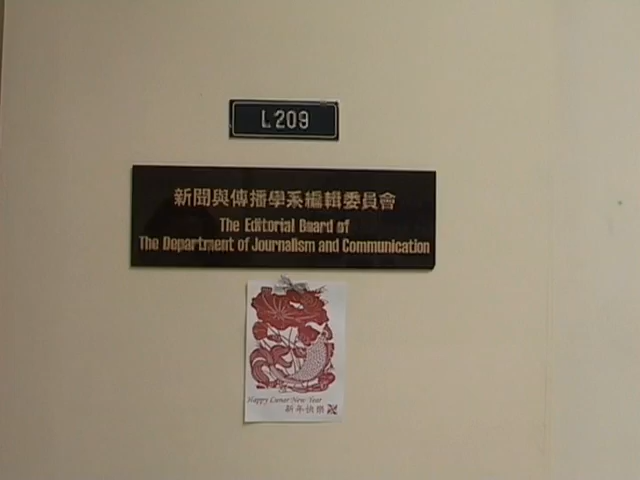 L209
新聞與傳播學系編輯委員會
The Editorial Board of
The Department of Journalism and Communication
Happy Lunar New Year
新年快樂